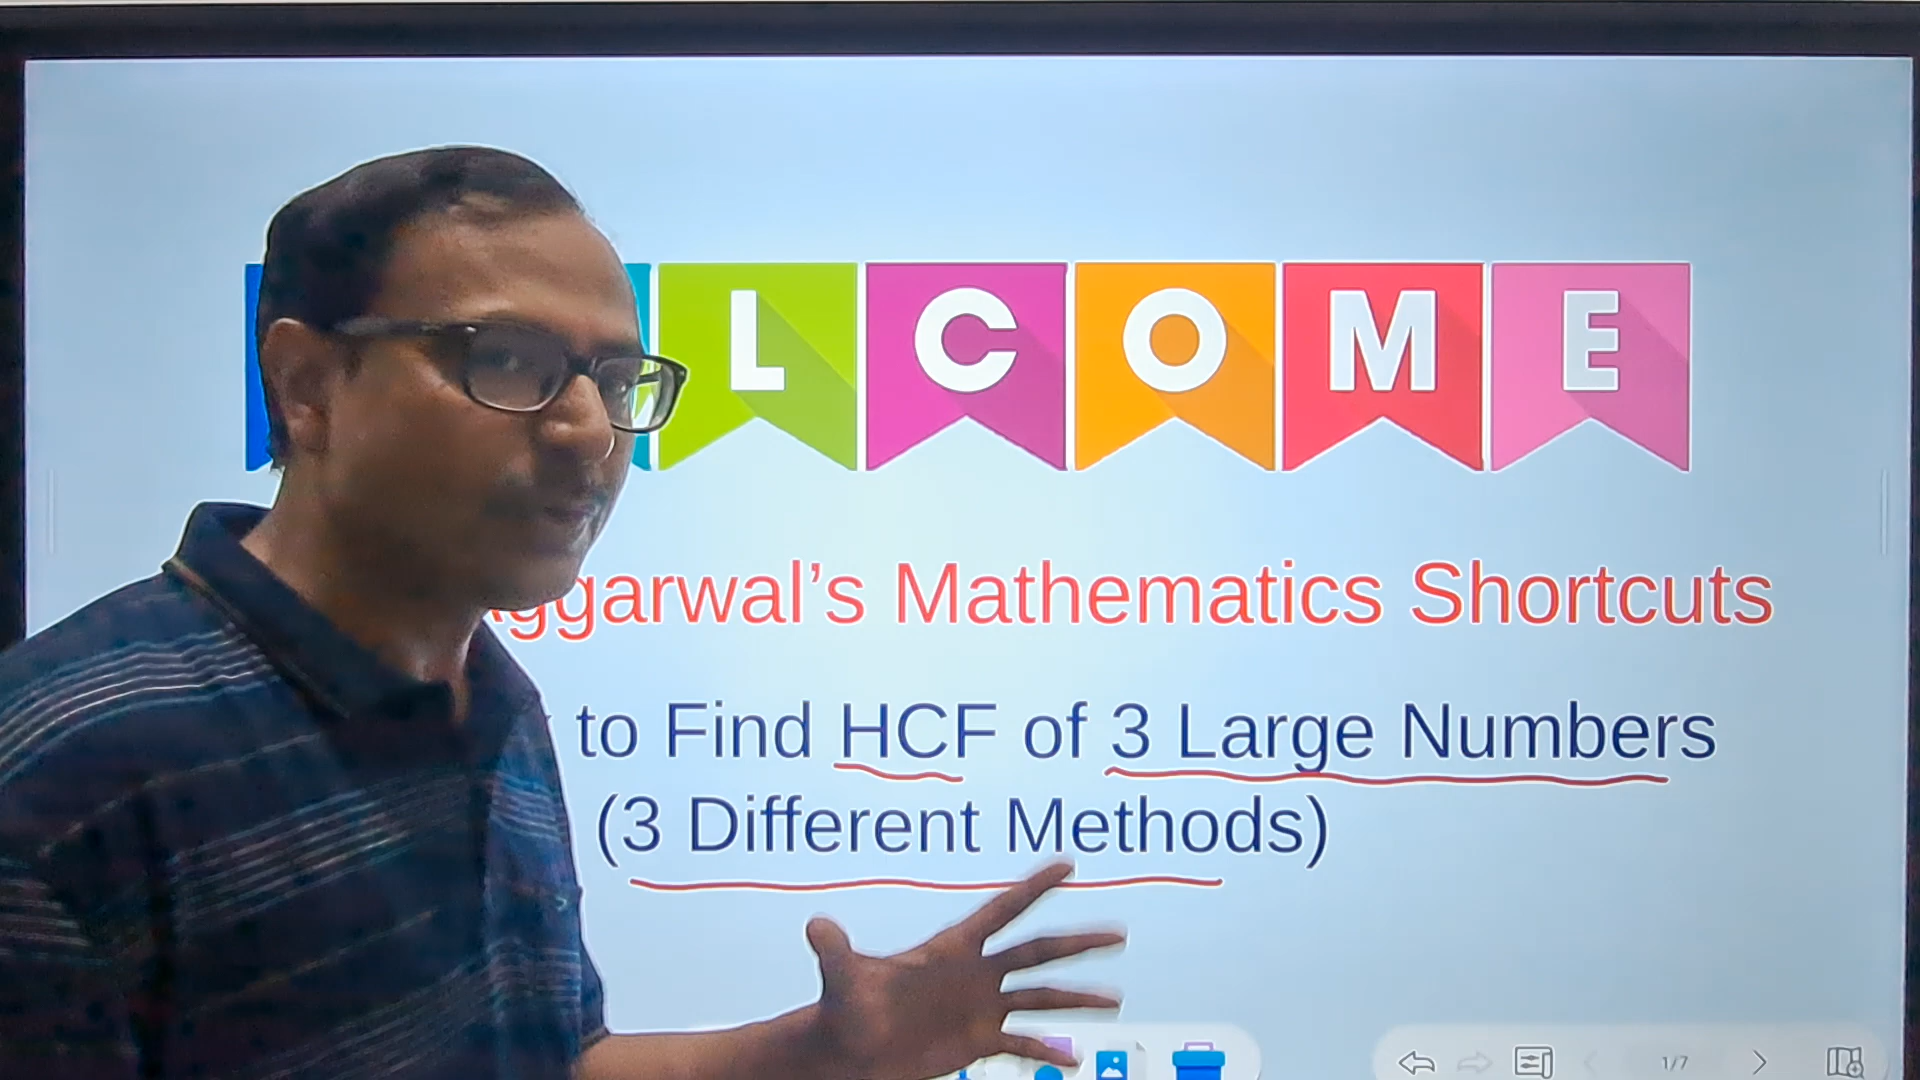 LCOME
ggarwal’s Mathematics Shortcuts
to Find HCF of 3 Large Numbers
(3 Different Methods)
1/7